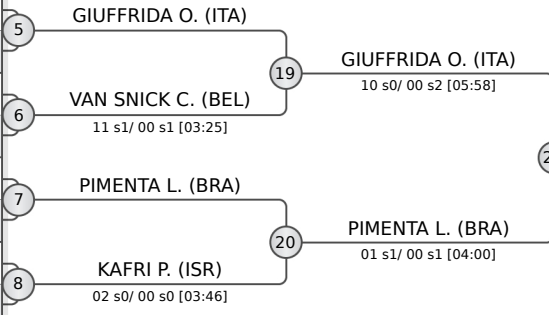 5
GIUFFRIDA O. (ITA)
19
GIUFFRIDA O. (ITA)
10 s0/ 00 s2 [05:58]
6
VAN SNICK C. (BEL)
11 s1/ 00 s1 [03:25]
7
PIMENTA L. (BRA)
20
PIMENTA L. (BRA)
01 s1/ 00 s1 [04:00]
8
KAFRI P. (ISR)
02 s0/ 00 s0 [03:46]